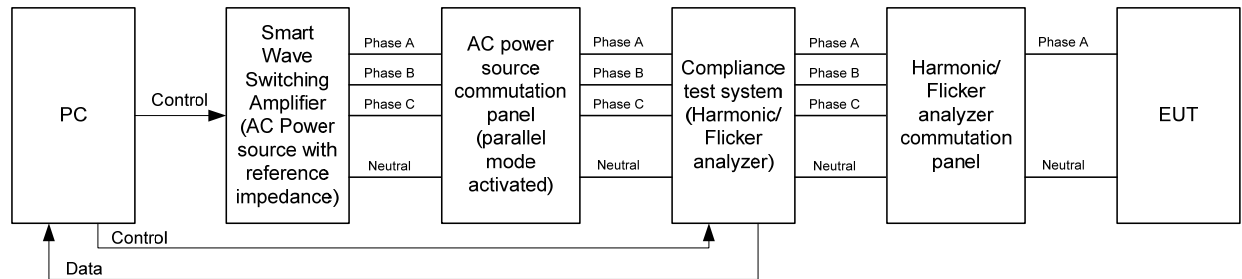 PC
Control
Smart
Wave
Switching
Amplifier
(AC Power
source with
reference
impedance)
Phase A
Phase B
Phase C
Neutral
AC power
source
commutation
panel
(parallel
mode
activated)
Phase A
Phase B
Phase C
Neutral
Compliance
test system
(Harmonic/
Flicker
analyzer)
Phase A
Phase B
Phase C
Neutral
Harmonic/
Flicker
analyzer
commutation
panel
Phase A
Neutral
EUT
Control
Data